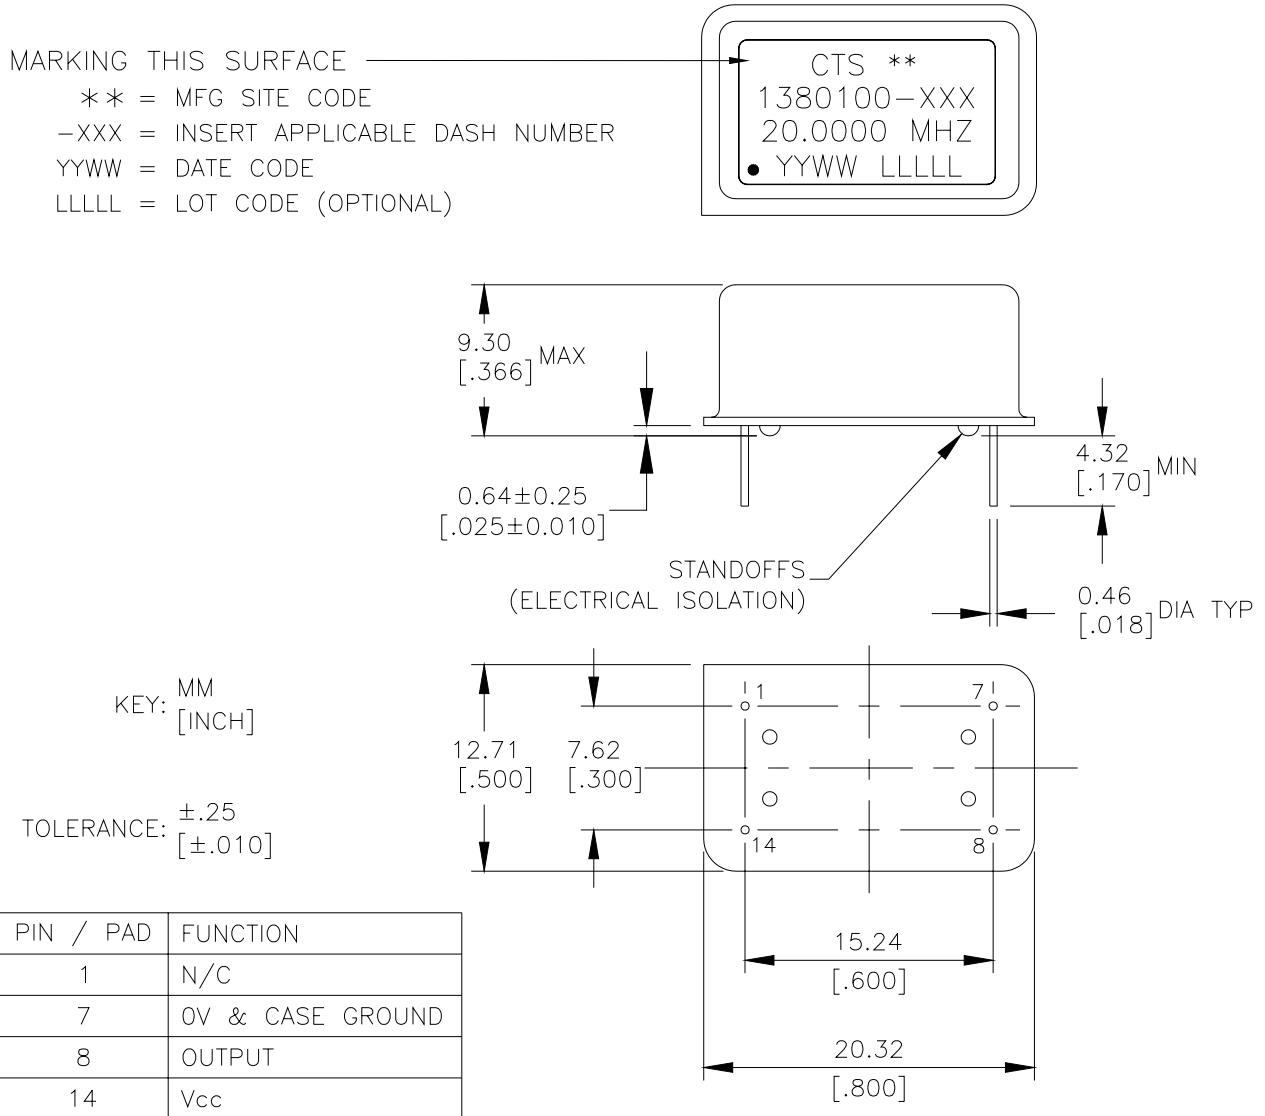 MARKING THIS SURFACE
** = MFG SITE CODE
-XXX = INSERT APPLICABLE DASH NUMBER
YYWW = DATE CODE
LLLLL = LOT CODE (OPTIONAL)
CTS **
1380100-XXX
20.0000 MHZ
YYWW LLLLL
9.30
[.366] MAX
0.64±0.25
[.025±0.010]
4.32
[.170] MIN
STANDOFFS
(ELECTRICAL ISOLATION)
0.46
[.018] DIA TYP
KEY: MM
[INCH]
TOLERANCE: ±.25
[±.010]
12.71
[.500]
7.62
[.300]
1
7
14
8
15.24
[.600]
20.32
[.800]
PIN / PAD FUNCTION
1 N/C
7 0V & CASE GROUND
8 OUTPUT
14 Vcc